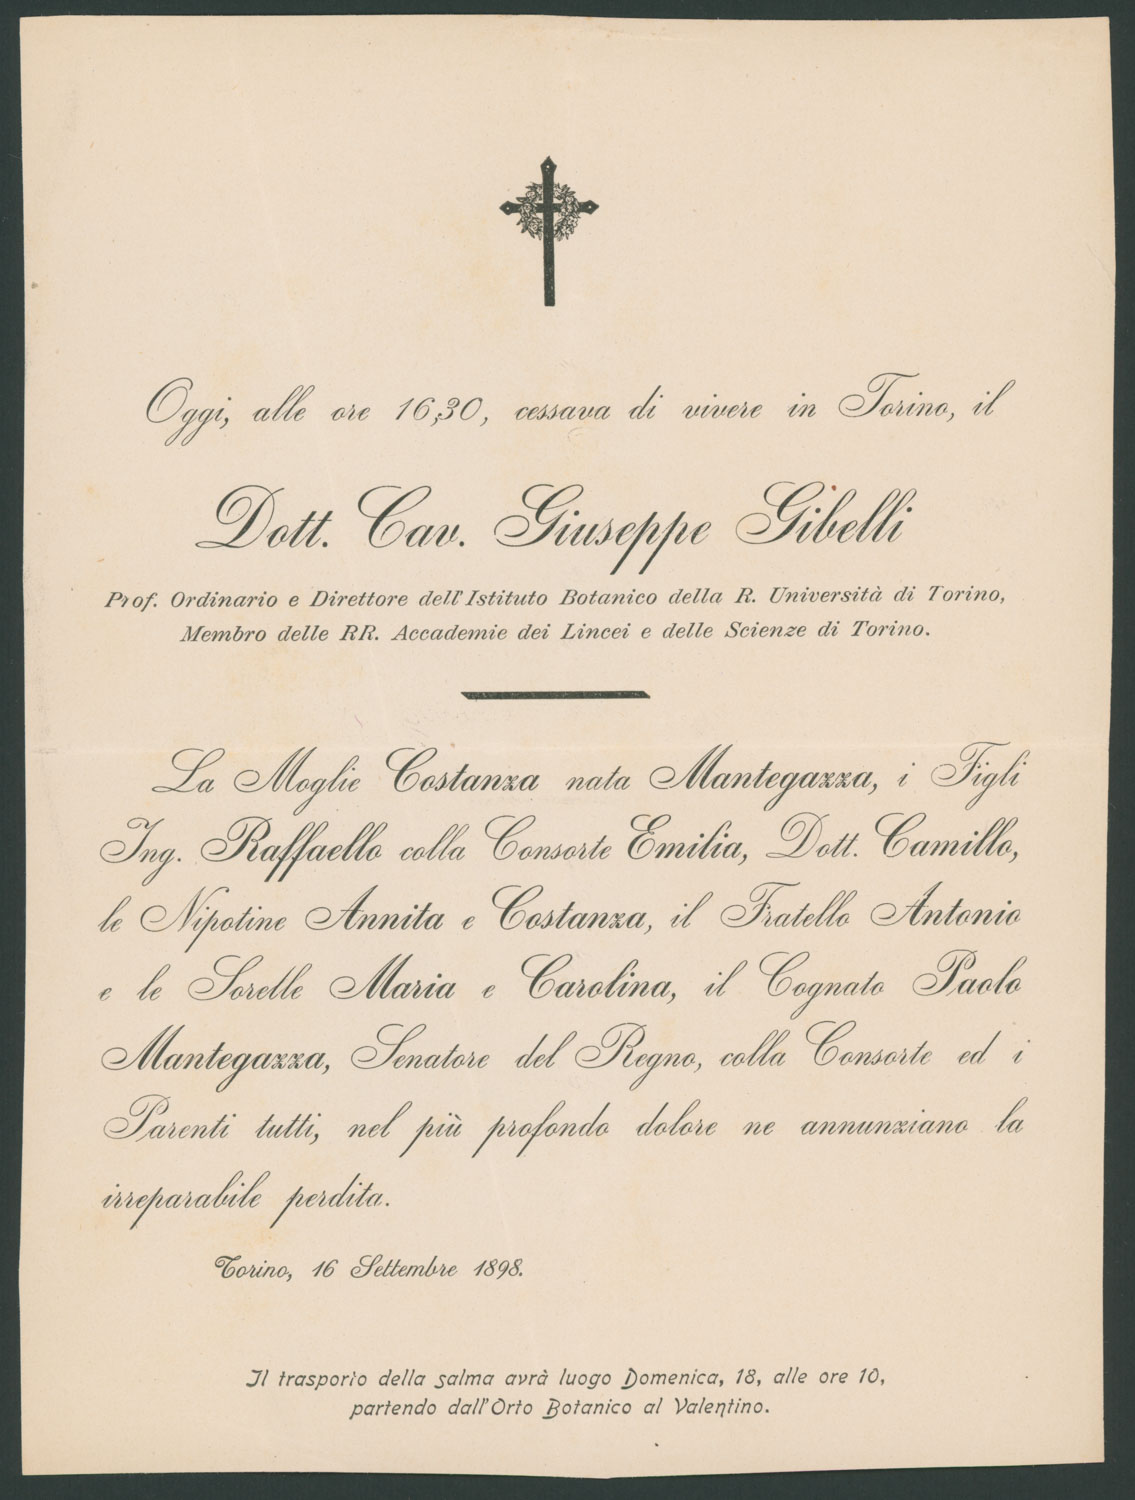 Oggi, alle ore 16,30, cessava di vivere in Torino, il
Dott. Cav. Giuseppe Gibelli
Prof. Ordinario e Direttore dell'Istituto Botanico della R. Università di Torino,
Membro delle RR. Accademie dei Lincei e delle Scienze di Torino.
La Moglie Costanza nata Mantegazza, i Figli
Ing. Raffaello colla Consorte Emilia, Dott. Camillo,
le Nipotine Annita e Costanza, il Fratello Antonio
e le Sorelle Maria e Carolina, il Cognato Paolo
Mantegazza, Senatore del Regno, colla Consorte ed i
Parenti tutti, nel più profondo dolore ne annunziano la
irreparabile perdita.
Torino, 16 Settembre 1898.
Il trasporto della salma avrà luogo Domenica, 18, alle ore 10,
partendo dall'Orto Botanico al Valentino.